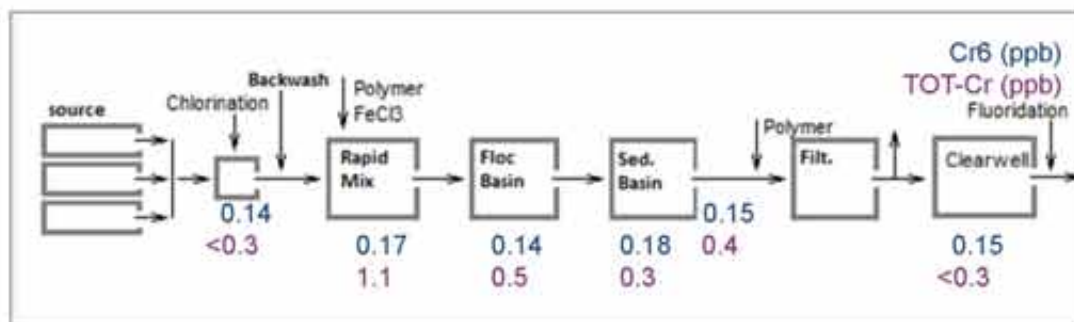 Cr6 (ppb)
TOT-Cr (ppb)
Fluoridation
Backwash
Polymer
FeCl3
Chlorination
source
Polymer
Rapid
Mix
Floc
Basin
Sed.
Basin
Filt.
Clearwell
0.14
<0.3
0.17
1.1
0.14
0.5
0.18
0.3
0.15
0.4
0.15
<0.3